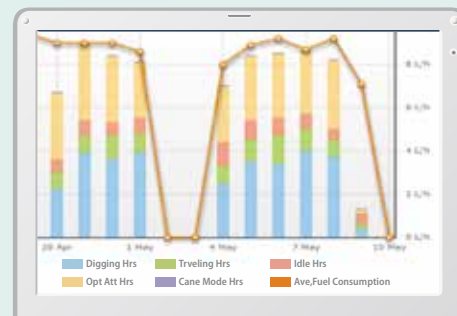 8 L/h
6 L/h
4 L/h
2 L/h
0 L/h
28 Apr 1 May 4 May 7 May 10 May
Digging Hrs Trveling Hrs Idle Hrs
Opt Att Hrs Cane Mode Hrs Ave,Fuel Consumption